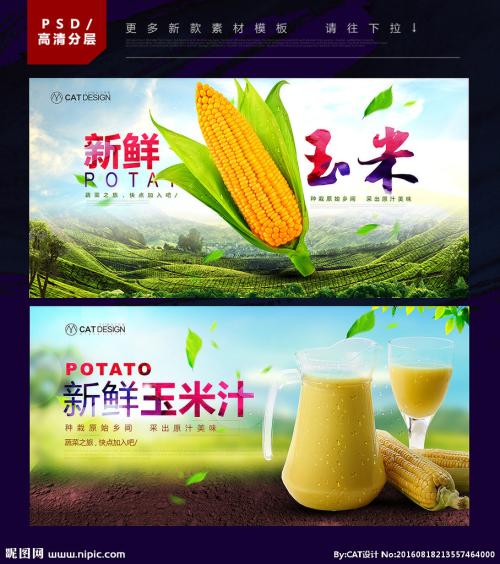 PSD/
高清分层
更多新款素材模板 请往下拉↓
CAT DESIGN
新鲜
POTAT
玉米
蔬菜之旅，快点加入吧/
种栽原始乡间 采出原汁美味
CAT DESIGN
POTATO
新鲜玉米汁
种栽原始乡间 采出原汁美味
蔬菜之旅，快点加入吧/
昵图网 www.nipic.com
By:CAT设计 No:20160818213557464000